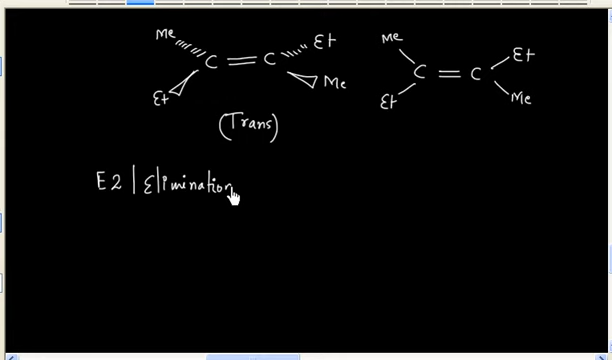 Me Et Me Et
C = C C = C
Et Me Et Me
(Trans)
E2 | Elimination